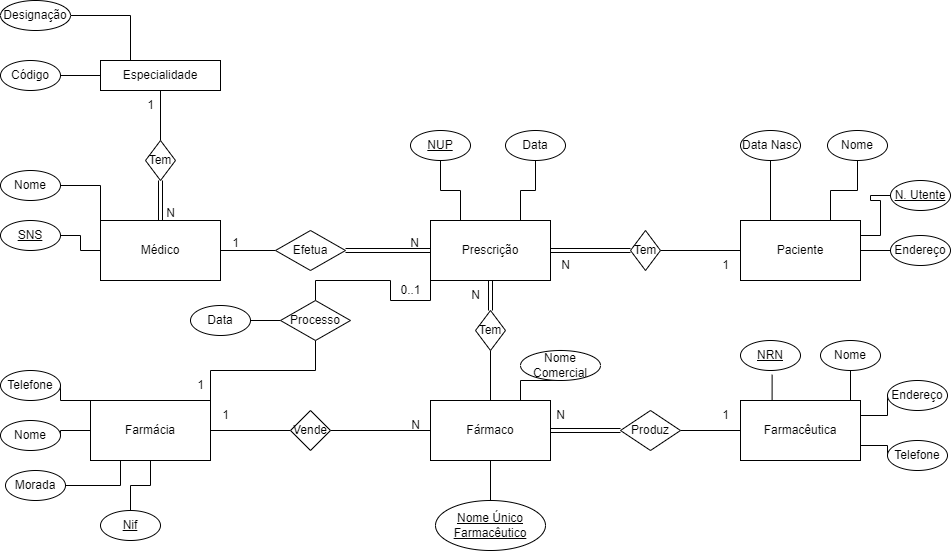 Designação
Código
Especialidade
1
Tem
N
Nome
SNS
Médico
1
Efetua
N
NUP
Data
Prescrição
N
Tem
1
Data Nasc
Nome
N. Utente
Paciente
Endereço
0..1
N
Data
Processo
Tem
1
Nome
Comercial
NRN
Nome
Telefone
Nome
Morada
Nif
Farmácia
1
Vende
N
Fármaco
N
Produz
1
Farmacêutica
Endereço
Telefone
Nome Único
Farmacêutico